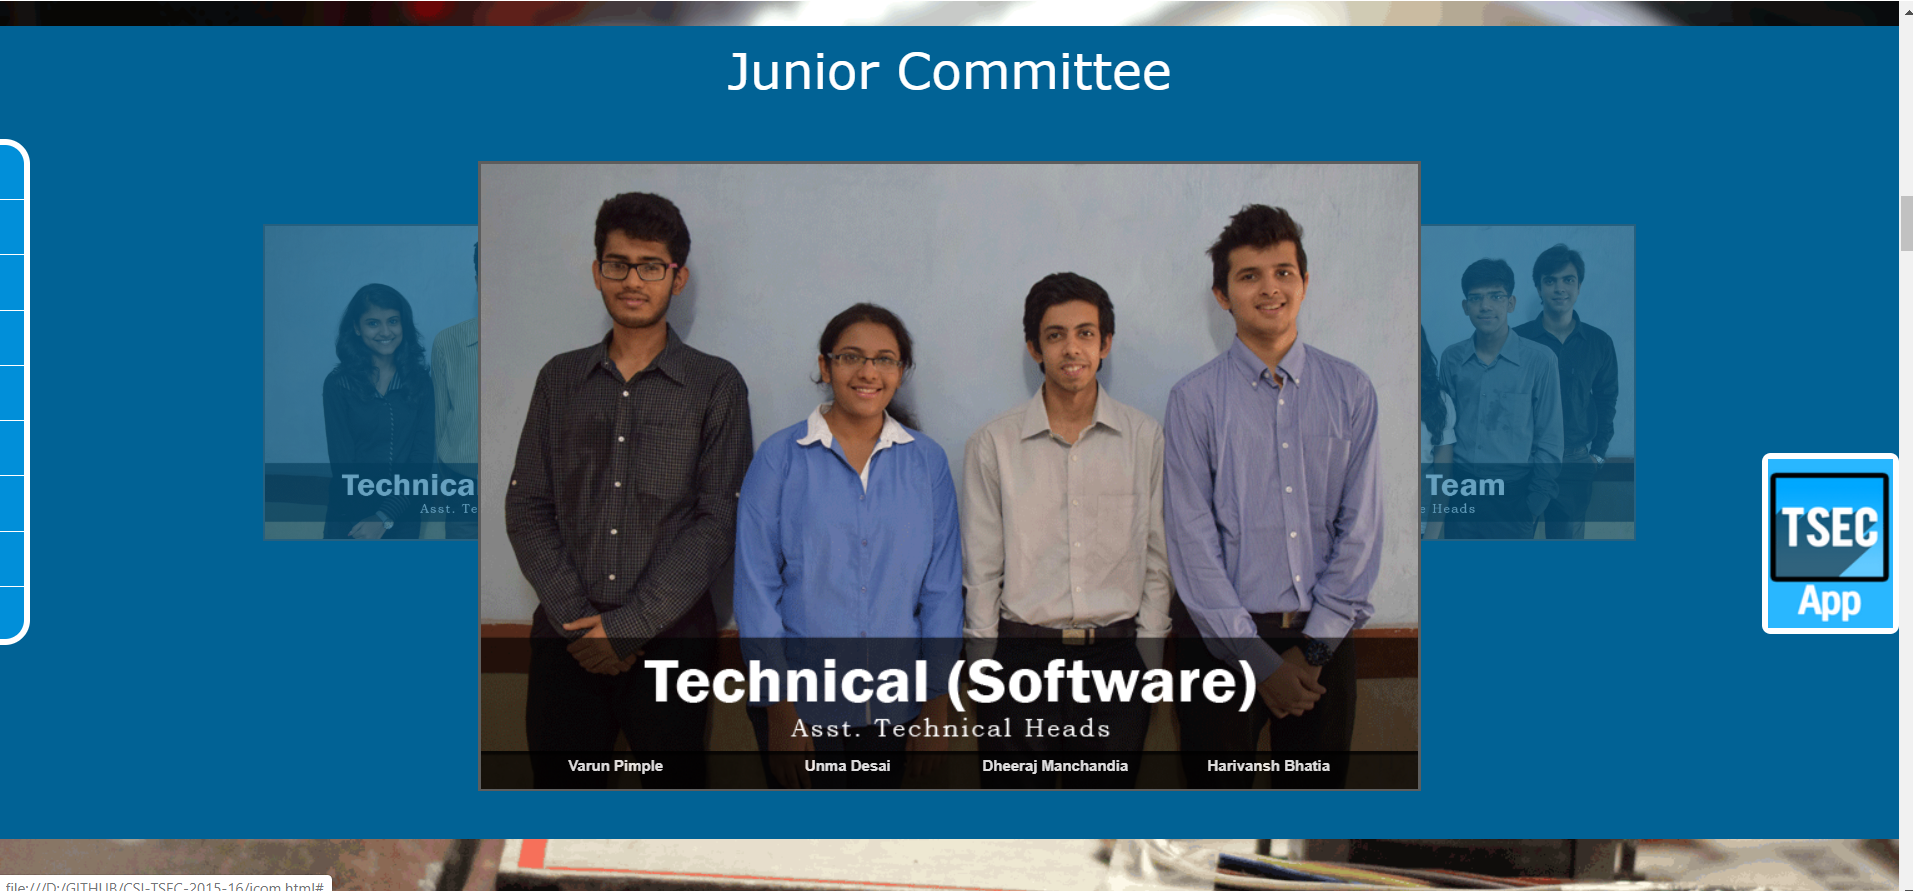 Junior Committee
Technica
Asst. Te
Team
e Heads
TSEC
App
Technical (Software)
Asst. Technical Heads
Varun Pimple Unma Desai Dheeraj Manchandia Harivansh Bhatia
file:///D:/GITHUB/CSI-TSEC-2015-16/jcom.html#